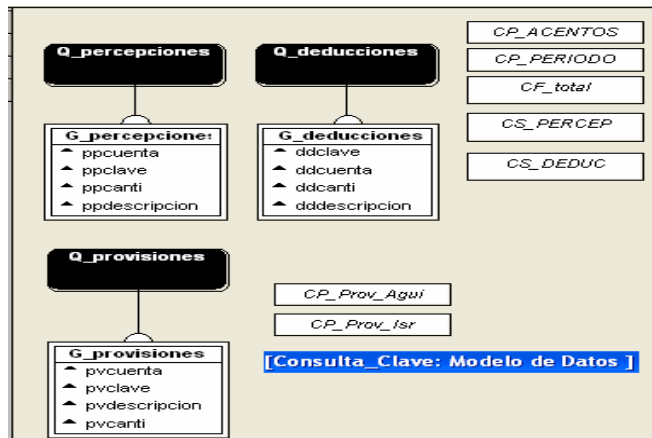 Q_percepciones
G_percepciones
ppcuenta
ppclave
ppcanti
ppdescripcion
Q_deducciones
G_deducciones
ddclave
ddcuenta
ddcanti
dddescripcion
CP_ACENTOS
CP_PERIODO
CF_total
CS_PERCEP
CS_DEDUC
Q_provisiones
G_provisiones
pvcuenta
pvclave
pvdescripcion
pvcanti
CP_Prov_Agui
CP_Prov_Isr
[Consulta_Clave: Modelo de Datos ]